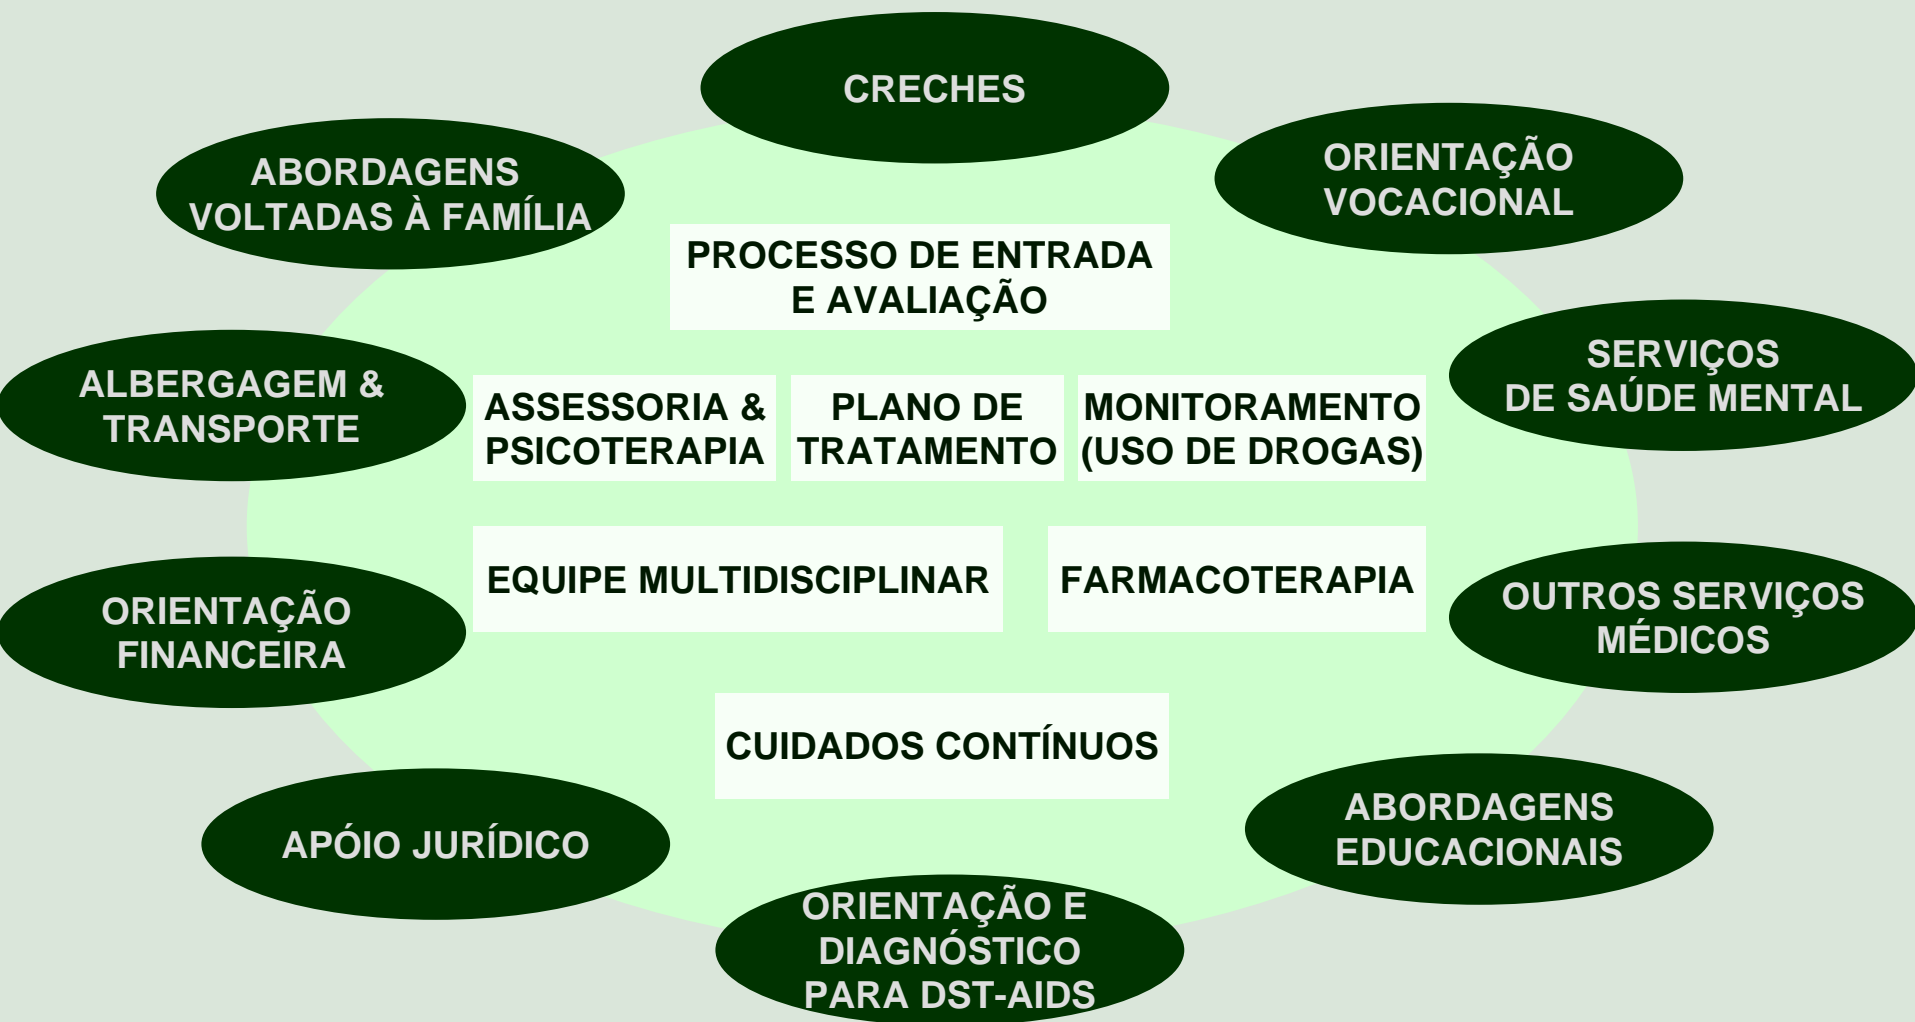 CRECHES
ORIENTAÇÃO
VOCACIONAL
ABORDAGENS
VOLTADAS À FAMÍLIA
PROCESSO DE ENTRADA
E AVALIAÇÃO
SERVIÇOS
DE SAÚDE MENTAL
ALBERGAGEM &
TRANSPORTE
ASSESSORIA &
PSICOTERAPIA
PLANO DE
TRATAMENTO
MONITORAMENTO
(USO DE DROGAS)
EQUIPE MULTIDISCIPLINAR
FARMACOTERAPIA
OUTROS SERVIÇOS
MÉDICOS
ORIENTAÇÃO
FINANCEIRA
CUIDADOS CONTÍNUOS
ABORDAGENS
EDUCACIONAIS
APÓIO JURÍDICO
ORIENTAÇÃO E
DIAGNÓSTICO
PARA DST-AIDS